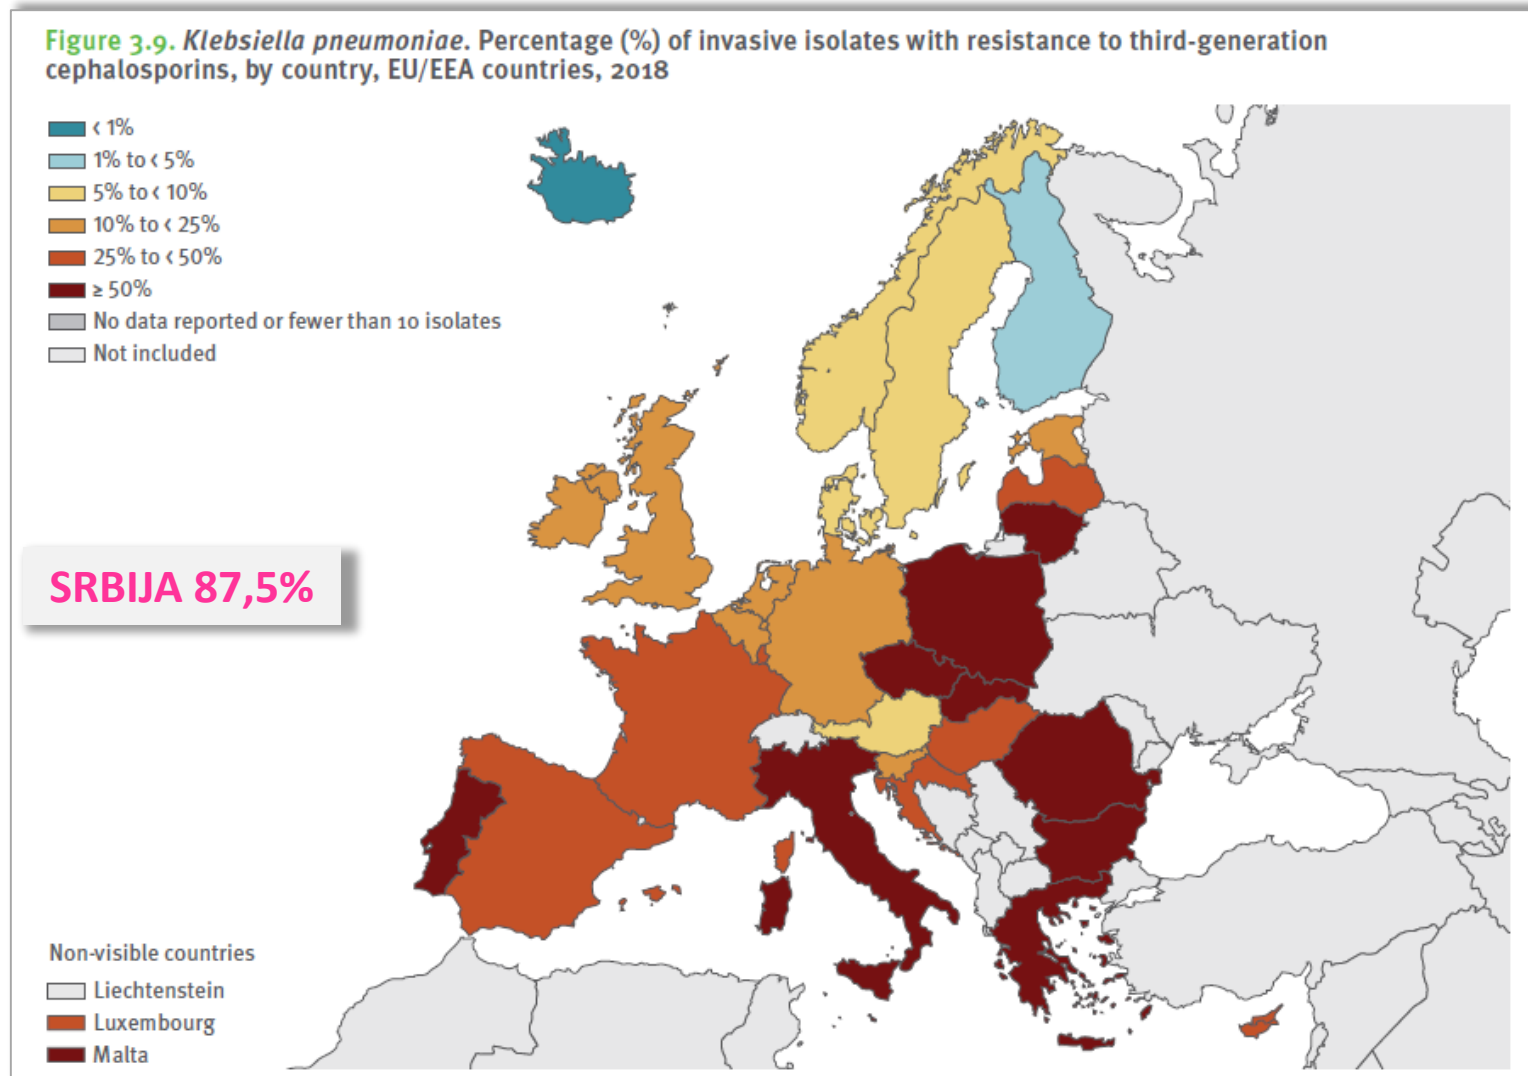 Figure 3.9. Klebsiella pneumoniae. Percentage (%) of invasive isolates with resistance to third-generation
cephalosporins, by country, EU/EEA countries, 2018
< 1%
1% to < 5%
5% to < 10%
10% to < 25%
25% to < 50%
≥ 50%
No data reported or fewer than 10 isolates
Not included
SRBIJA 87,5%
Non-visible countries
Liechtenstein
Luxembourg
Malta